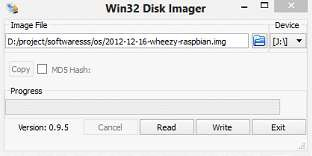 Win32 Disk Imager
Image File
Device
D:/project/softwaresss/os/2012-12-16-wheezy-raspbian.img
[J:\]
Copy
MD5 Hash:
Progress
Version: 0.9.5
Cancel
Read
Write
Exit